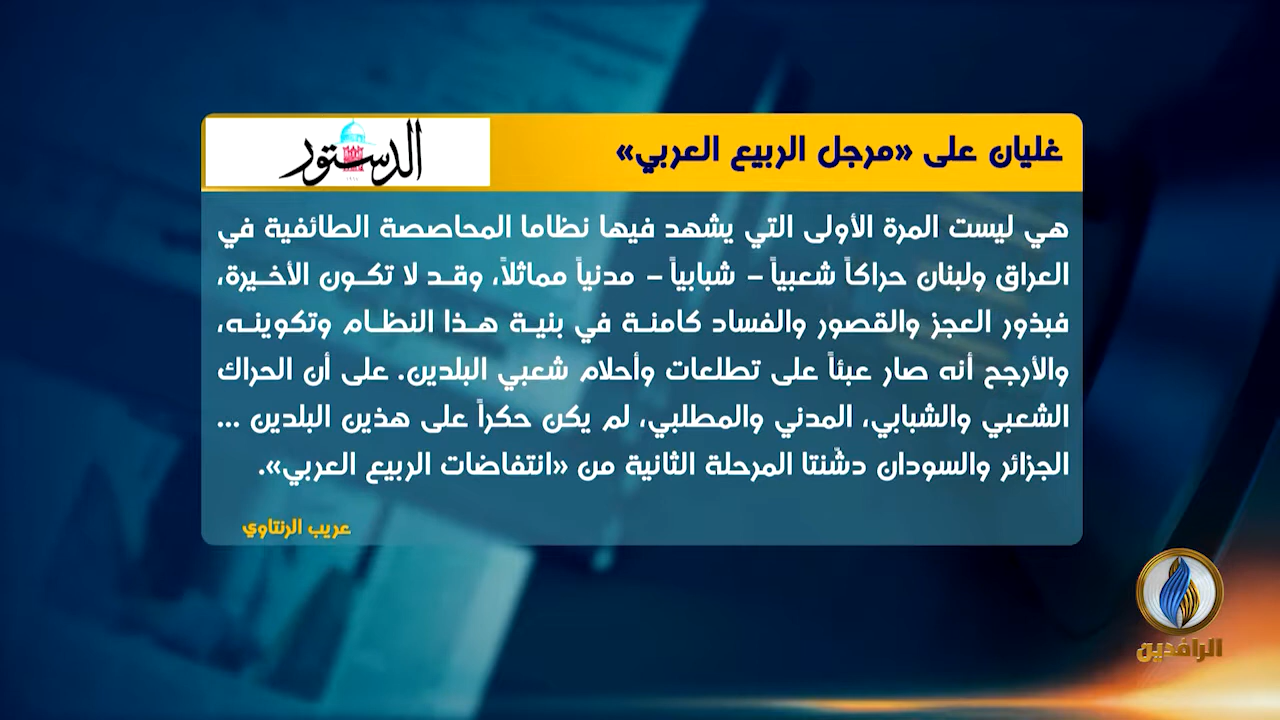 غليان على «مرجل الربيع العربي»
الدستور
هي ليست المرة الأولى التي يشهد فيها نظاما المحاصصة الطائفية في
العراق ولبنان حراكاً شعبياً – شبابياً – مدنياً مماثلاً، وقد لا تكون الأخيرة،
فبذور العجز والقصور والفساد كامنة في بنية هذا النظام وتكوينه،
والأرجح أنه صار عبئاً على تطلعات وأحلام شعبي البلدين. على أن الحراك
الشعبي والشبابي، المدني والمطلبي، لم يكن حكراً على هذين البلدين ...
الجزائر والسودان دشّنتا المرحلة الثانية من «انتفاضات الربيع العربي».
عريب الرنتاوي
الرافدين